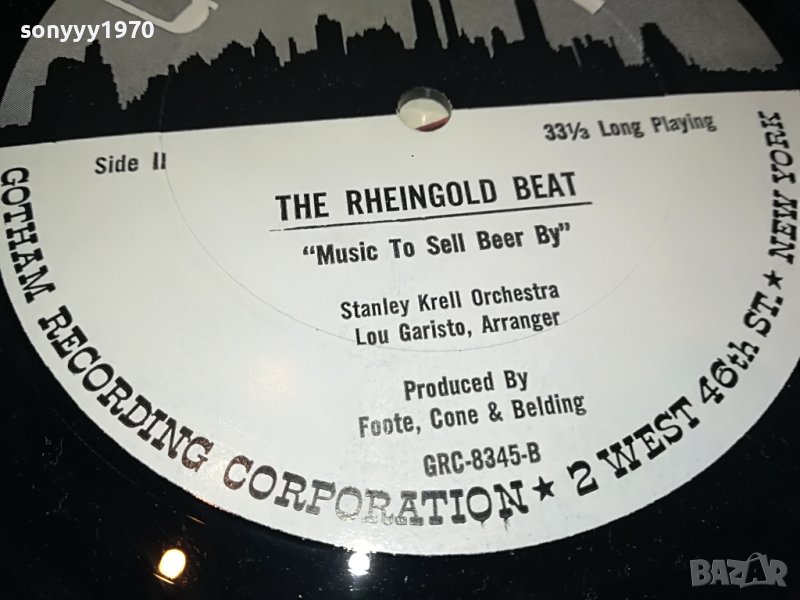 sonyyy1970
Side II
33⅓ Long Playing
THE RHEINGOLD BEAT
"Music To Sell Beer By"
Stanley Krell Orchestra
Lou Garisto, Arranger
Produced By
Foote, Cone & Belding
GRC-8345-B
GOTHAM RECORDING CORPORATION ★ 2 WEST 46th ST. ★ NEW YORK
BAZAR